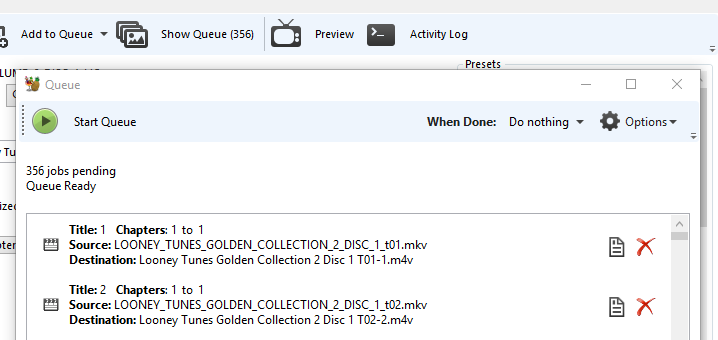 Add to Queue
Show Queue (356)
Preview
Activity Log
Presets
Queue
Start Queue
When Done: Do nothing
Options
356 jobs pending
Queue Ready
Title: 1 Chapters: 1 to 1
Source: LOONEY_TUNES_GOLDEN_COLLECTION_2_DISC_1_t01.mkv
Destination: Looney Tunes Golden Collection 2 Disc 1 T01-1.m4v
Title: 2 Chapters: 1 to 1
Source: LOONEY_TUNES_GOLDEN_COLLECTION_2_DISC_1_t02.mkv
Destination: Looney Tunes Golden Collection 2 Disc 1 T02-2.m4v